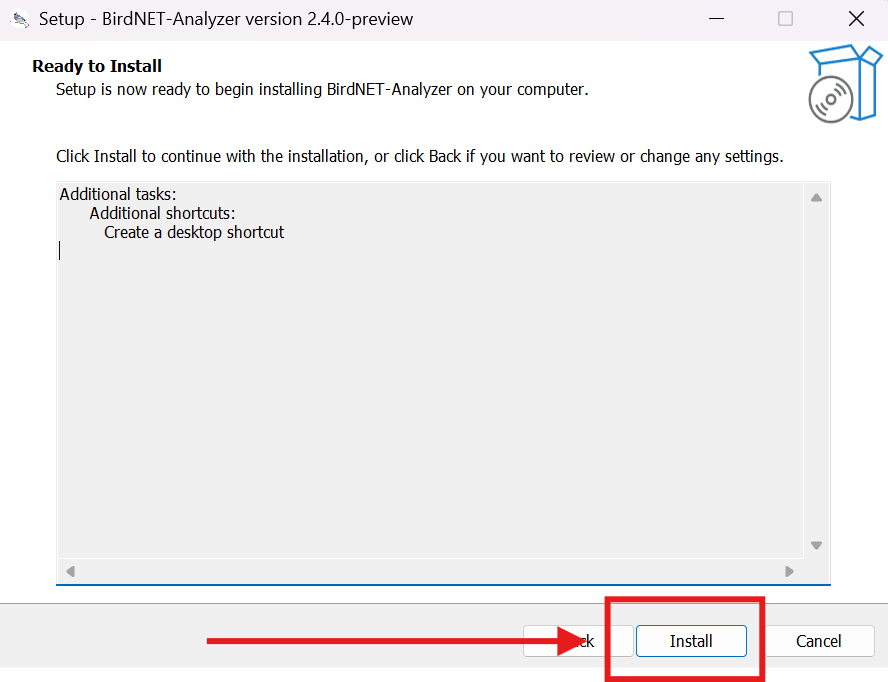 Setup - BirdNET-Analyzer version 2.4.0-preview
Ready to Install
Setup is now ready to begin installing BirdNET-Analyzer on your computer.
Click Install to continue with the installation, or click Back if you want to review or change any settings.
Additional tasks:
Additional shortcuts:
Create a desktop shortcut
Install
Cancel